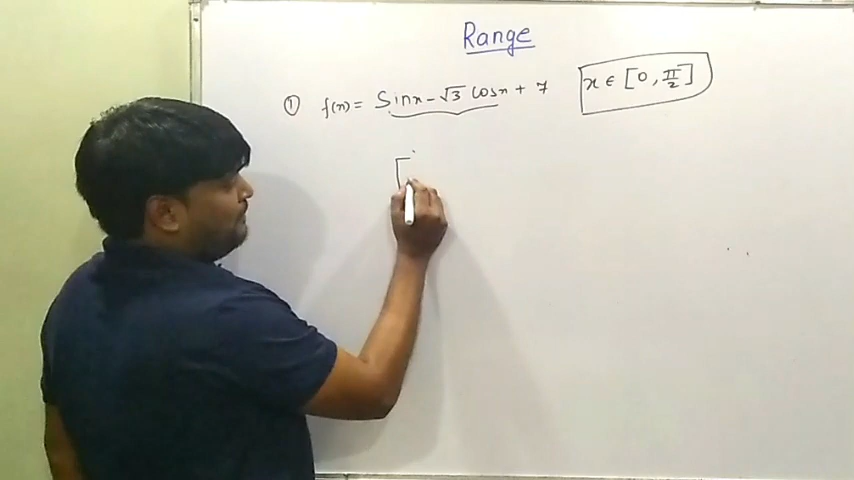 Range
① f(x) = Sinx - √3 Cosx + 7 x ∈ [0, π/2]
[